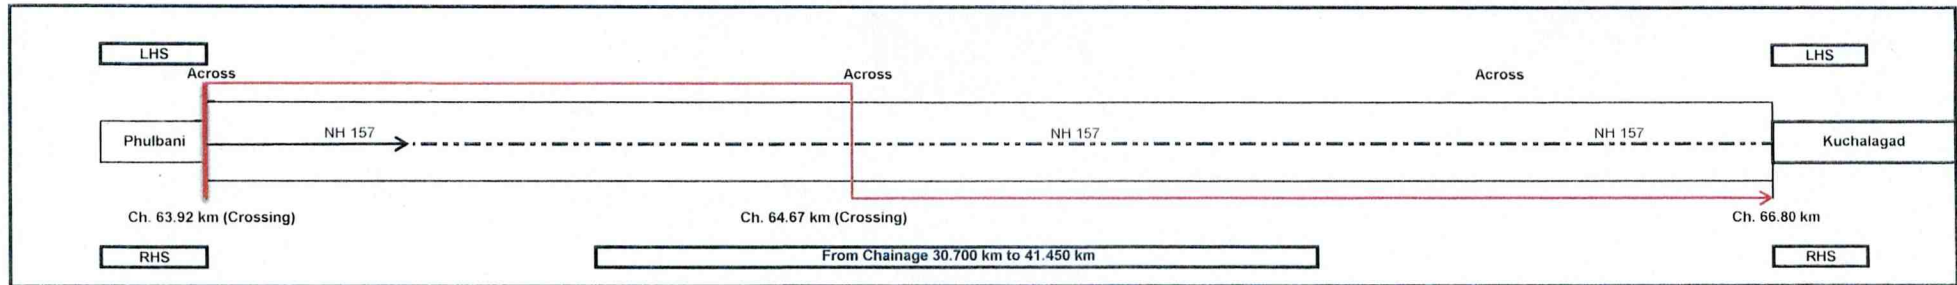 LHS
LHS
Across
Across
Across
NH 157
NH 157
NH 157
Phulbani
Kuchalagad
Ch. 63.92 km (Crossing)
Ch. 64.67 km (Crossing)
Ch. 66.80 km
RHS
From Chainage 30.700 km to 41.450 km
RHS